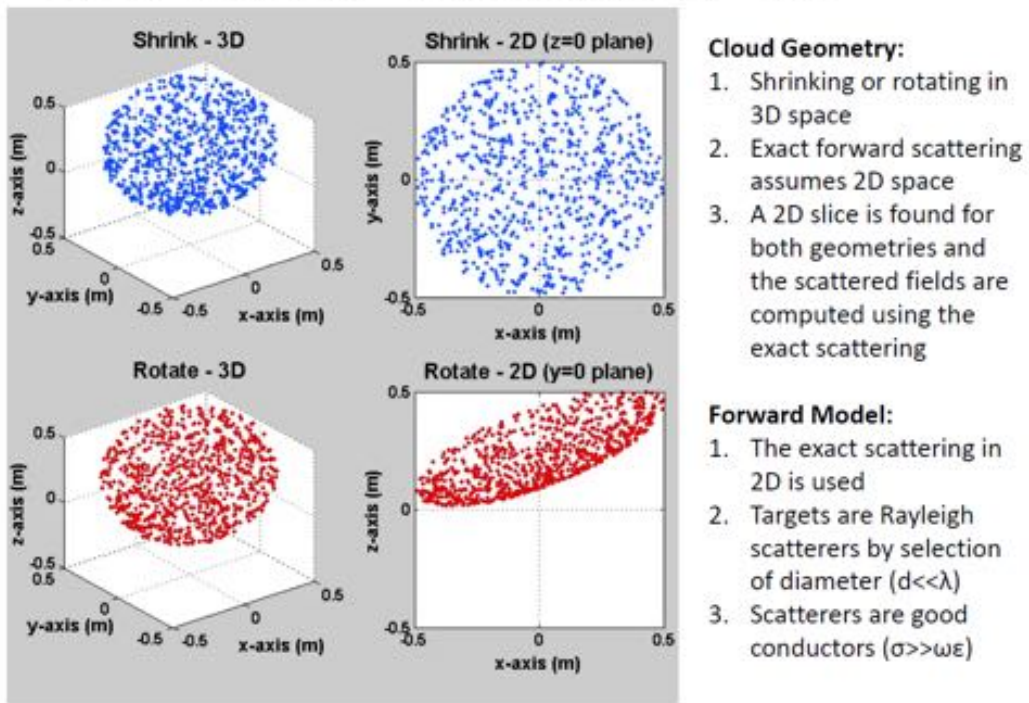 Shrink - 3D
0.5
0
-0.5
z-axis (m)
0.5
0
-0.5
y-axis (m)
-0.5
0
0.5
x-axis (m)
Shrink - 2D (z=0 plane)
0.5
0
-0.5
y-axis (m)
-0.5
0
0.5
x-axis (m)
Rotate - 3D
0.5
0
-0.5
z-axis (m)
0.5
0
-0.5
y-axis (m)
-0.5
0
0.5
x-axis (m)
Rotate - 2D (y=0 plane)
0.5
0
-0.5
z-axis (m)
-0.5
0
0.5
x-axis (m)
Cloud Geometry:
1. Shrinking or rotating in
3D space
2. Exact forward scattering
assumes 2D space
3. A 2D slice is found for
both geometries and
the scattered fields are
computed using the
exact scattering
Forward Model:
1. The exact scattering in
2D is used
2. Targets are Rayleigh
scatterers by selection
of diameter (d<<λ)
3. Scatterers are good
conductors (σ>>ωε)